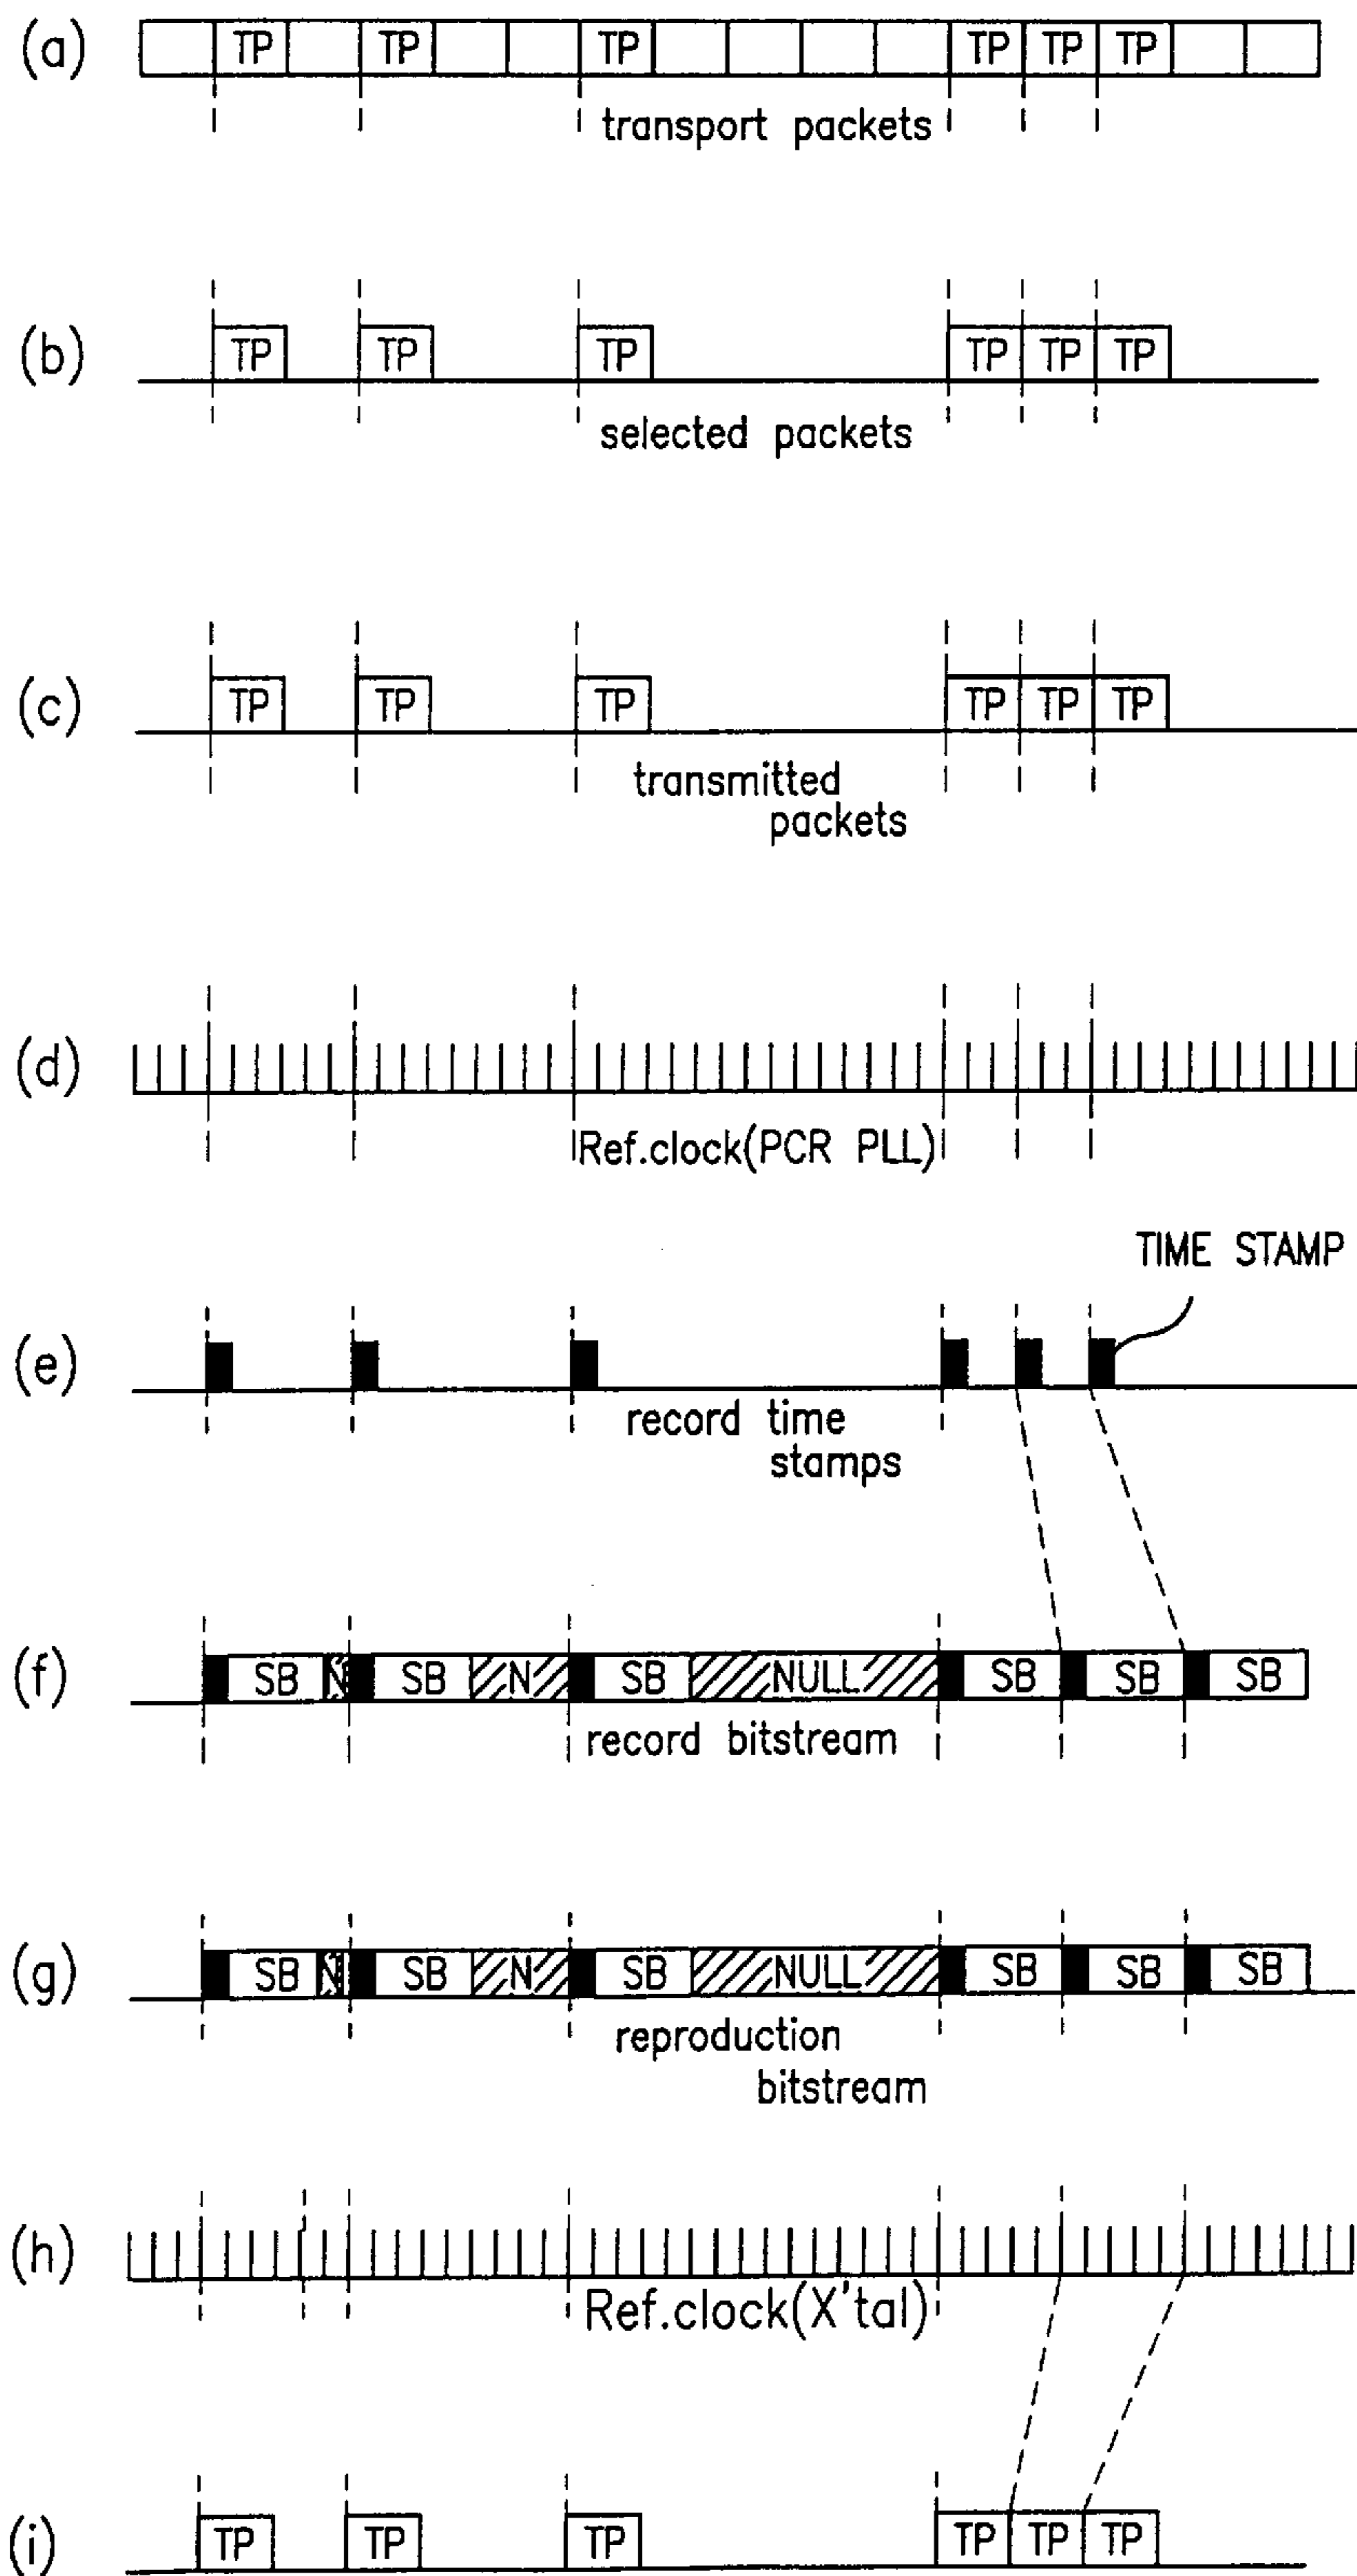 (a) TP TP TP TP TP TP
transport packets
(b) TP TP TP TP TP TP
selected packets
(c) TP TP TP TP TP TP
transmitted
packets
(d)
Ref.clock(PCR PLL)
TIME STAMP
(e)
record time
stamps
(f) SB N SB N SB NULL SB SB SB
record bitstream
(g) SB N SB N SB NULL SB SB SB
reproduction
bitstream
(h)
Ref.clock(X'tal)
(i) TP TP TP TP TP TP